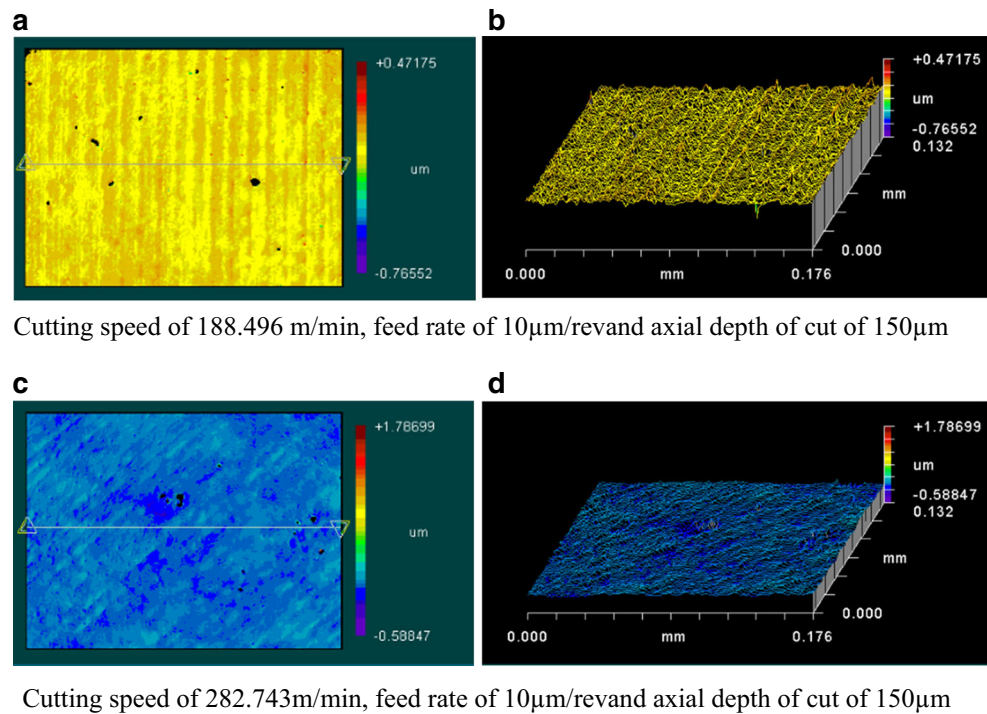 a
b
+0.47175
um
-0.76552
+0.47175
um
-0.76552
0.132
mm
0.000
0.000
mm
0.176
Cutting speed of 188.496 m/min, feed rate of 10µm/revand axial depth of cut of 150µm
c
d
+1.78699
um
-0.58847
+1.78699
um
-0.58847
0.132
mm
0.000
0.000
mm
0.176
Cutting speed of 282.743m/min, feed rate of 10µm/revand axial depth of cut of 150µm